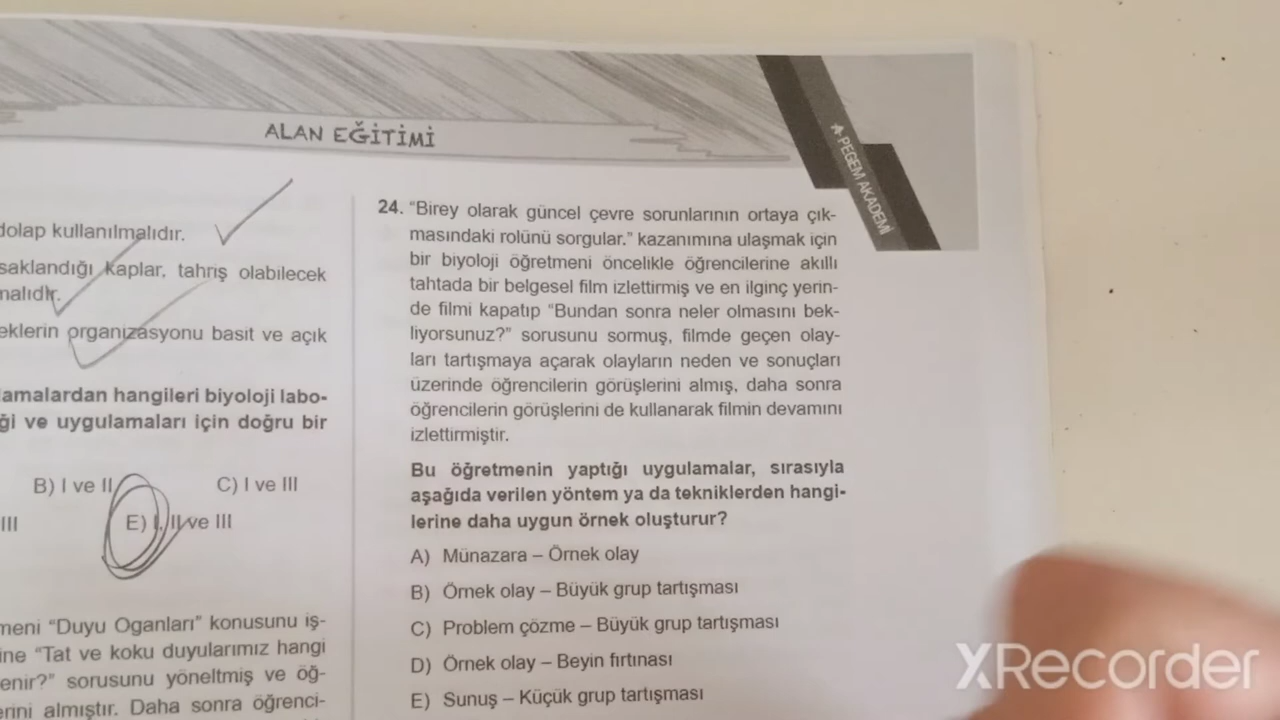 ALAN EĞİTİMİ
PEGEM AKADEMİ
dolap kullanılmalıdır.
saklandığı kaplar, tahriş olabilecek
malıdır.
eklerin organizasyonu basit ve açık
lamalardan hangileri biyoloji labo-
ği ve uygulamaları için doğru bir
B) I ve II
C) I ve III
III
E) I, II ve III
meni "Duyu Oganları" konusunu iş-
ine "Tat ve koku duyularımız hangi
enir?" sorusunu yöneltmiş ve öğ-
erini almıştır. Daha sonra öğrenci-
24. "Birey olarak güncel çevre sorunlarının ortaya çık-
masındaki rolünü sorgular." kazanımına ulaşmak için
bir biyoloji öğretmeni öncelikle öğrencilerine akıllı
tahtada bir belgesel film izlettirmiş ve en ilginç yerin-
de filmi kapatıp "Bundan sonra neler olmasını bek-
liyorsunuz?" sorusunu sormuş, filmde geçen olay-
ları tartışmaya açarak olayların neden ve sonuçları
üzerinde öğrencilerin görüşlerini almış, daha sonra
öğrencilerin görüşlerini de kullanarak filmin devamını
izlettirmiştir.
Bu öğretmenin yaptığı uygulamalar, sırasıyla
aşağıda verilen yöntem ya da tekniklerden hangi-
lerine daha uygun örnek oluşturur?
A) Münazara – Örnek olay
B) Örnek olay – Büyük grup tartışması
C) Problem çözme – Büyük grup tartışması
D) Örnek olay – Beyin fırtınası
E) Sunuş – Küçük grup tartışması
XRecorder